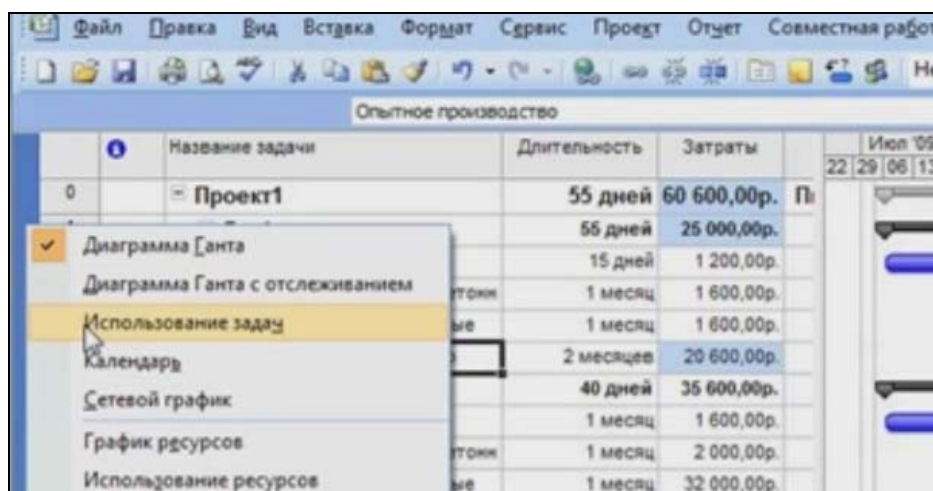 Файл Правка Вид Вставка Формат Сервис Проект Отчет Совместная
Опытное производство
Название задачи Длительность Затраты Июл '09
22 29 06 13
0 Проект1 55 дней 60 600,00р.
55 дней 25 000,00р.
Диаграмма Ганта
15 дней 1 200,00р.
Диаграмма Ганта с отслеживанием
1 месяц 1 600,00р.
Использование задач
1 месяц 1 600,00р.
Календарь
2 месяцев 20 600,00р.
Сетевой график
40 дней 35 600,00р.
1 месяц 1 600,00р.
График ресурсов
1 месяц 2 000,00р.
Использование ресурсов
1 месяц 32 000,00р.